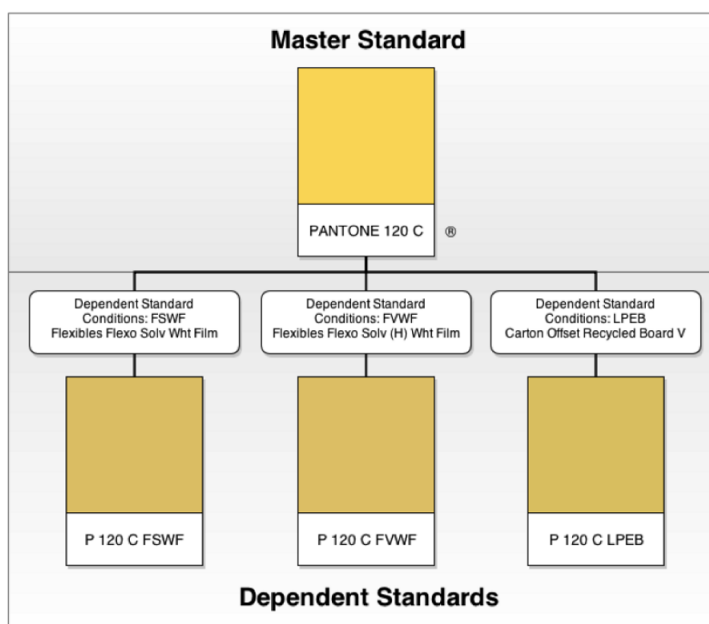 Master Standard
PANTONE 120 C ®
Dependent Standard
Conditions: FSWF
Flexibles Flexo Solv Wht Film
Dependent Standard
Conditions: FVWF
Flexibles Flexo Solv (H) Wht Film
Dependent Standard
Conditions: LPEB
Carton Offset Recycled Board V
P 120 C FSWF
P 120 C FVWF
P 120 C LPEB
Dependent Standards